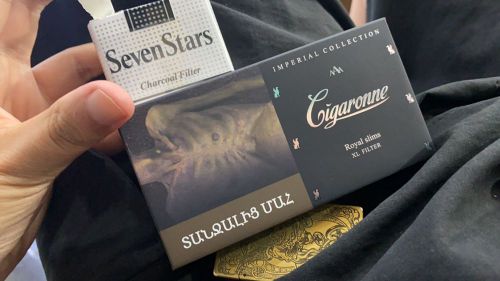 SevenStars
Charcoal Filter
IMPERIAL COLLECTION
Cigaronne
Royal slims
XL FILTER
ՏԱՆՋԱԼԻՑ ՄԱՀ